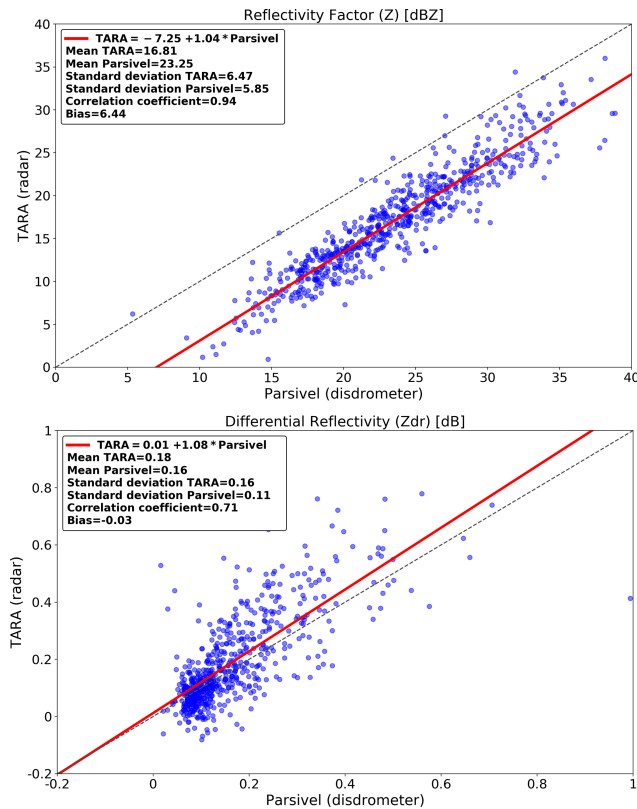 Reflectivity Factor (Z) [dBZ]
TARA = − 7.25 +1.04 * Parsivel
Mean TARA=16.81
Mean Parsivel=23.25
Standard deviation TARA=6.47
Standard deviation Parsivel=5.85
Correlation coefficient=0.94
Bias=6.44
40
35
30
25
20
15
10
5
0
TARA (radar)
0 5 10 15 20 25 30 35 40
Parsivel (disdrometer)
Differential Reflectivity (Zdr) [dB]
TARA = 0.01 +1.08 * Parsivel
Mean TARA=0.18
Mean Parsivel=0.16
Standard deviation TARA=0.16
Standard deviation Parsivel=0.11
Correlation coefficient=0.71
Bias=-0.03
1
0.8
0.6
0.4
0.2
0
-0.2
TARA (radar)
-0.2 0 0.2 0.4 0.6 0.8 1
Parsivel (disdrometer)